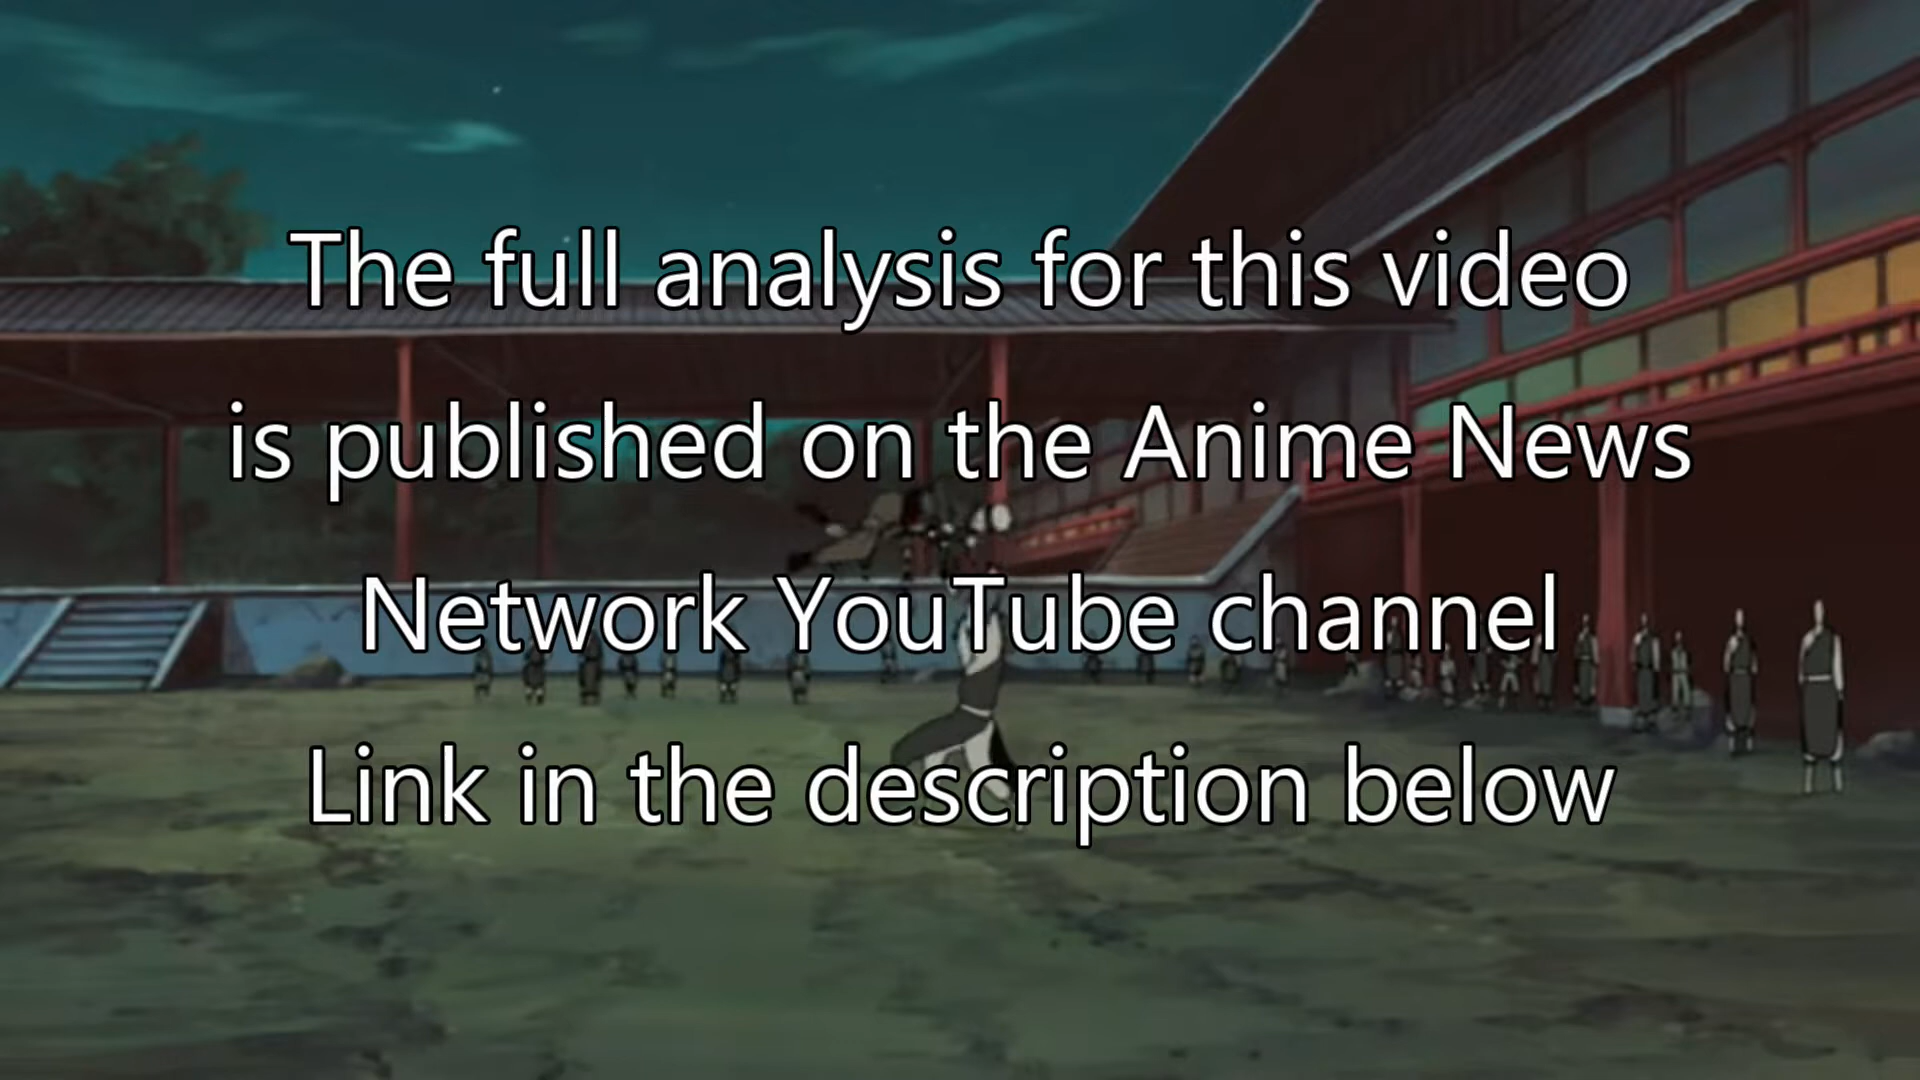 The full analysis for this video
is published on the Anime News
Network YouTube channel
Link in the description below